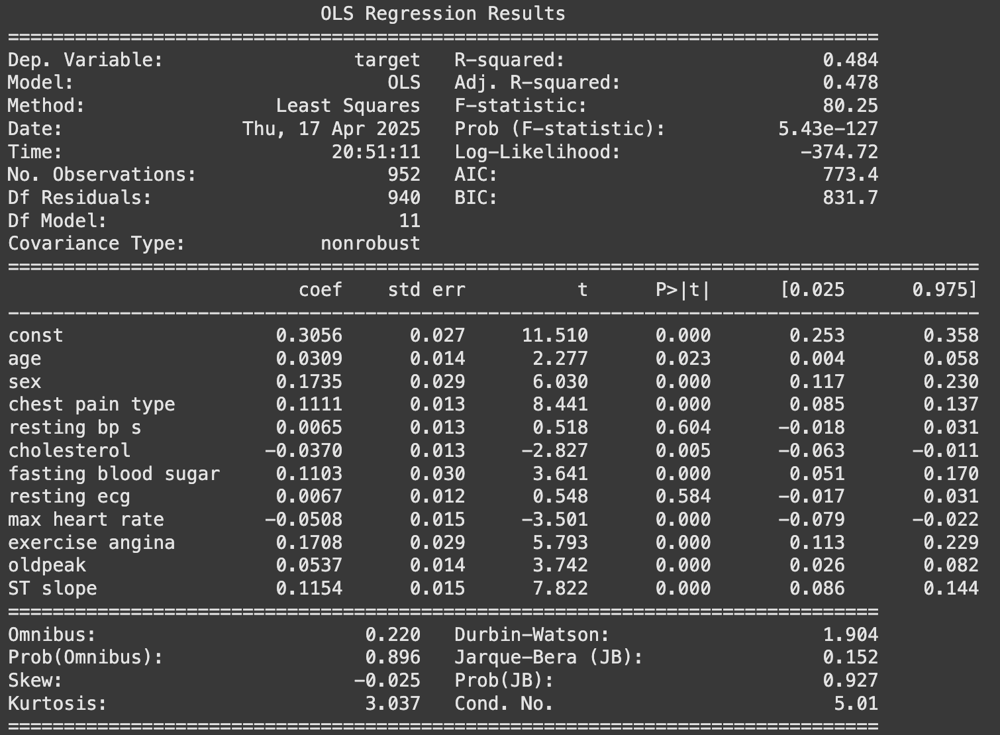 OLS Regression Results
==============================================================================
Dep. Variable:                 target   R-squared:                       0.484
Model:                            OLS   Adj. R-squared:                  0.478
Method:                 Least Squares   F-statistic:                     80.25
Date:                Thu, 17 Apr 2025   Prob (F-statistic):          5.43e-127
Time:                        20:51:11   Log-Likelihood:                -374.72
No. Observations:                 952   AIC:                             773.4
Df Residuals:                     940   BIC:                             831.7
Df Model:                          11
Covariance Type:            nonrobust
=======================================================================================
                          coef    std err          t      P>|t|      [0.025      0.975]
---------------------------------------------------------------------------------------
const                   0.3056      0.027     11.510      0.000       0.253       0.358
age                     0.0309      0.014      2.277      0.023       0.004       0.058
sex                     0.1735      0.029      6.030      0.000       0.117       0.230
chest pain type         0.1111      0.013      8.441      0.000       0.085       0.137
resting bp s            0.0065      0.013      0.518      0.604      -0.018       0.031
cholesterol            -0.0370      0.013     -2.827      0.005      -0.063      -0.011
fasting blood sugar     0.1103      0.030      3.641      0.000       0.051       0.170
resting ecg             0.0067      0.012      0.548      0.584      -0.017       0.031
max heart rate         -0.0508      0.015     -3.501      0.000      -0.079      -0.022
exercise angina         0.1708      0.029      5.793      0.000       0.113       0.229
oldpeak                 0.0537      0.014      3.742      0.000       0.026       0.082
ST slope                0.1154      0.015      7.822      0.000       0.086       0.144
==============================================================================
Omnibus:                        0.220   Durbin-Watson:                   1.904
Prob(Omnibus):                  0.896   Jarque-Bera (JB):                0.152
Skew:                          -0.025   Prob(JB):                        0.927
Kurtosis:                       3.037   Cond. No.                         5.01
==============================================================================